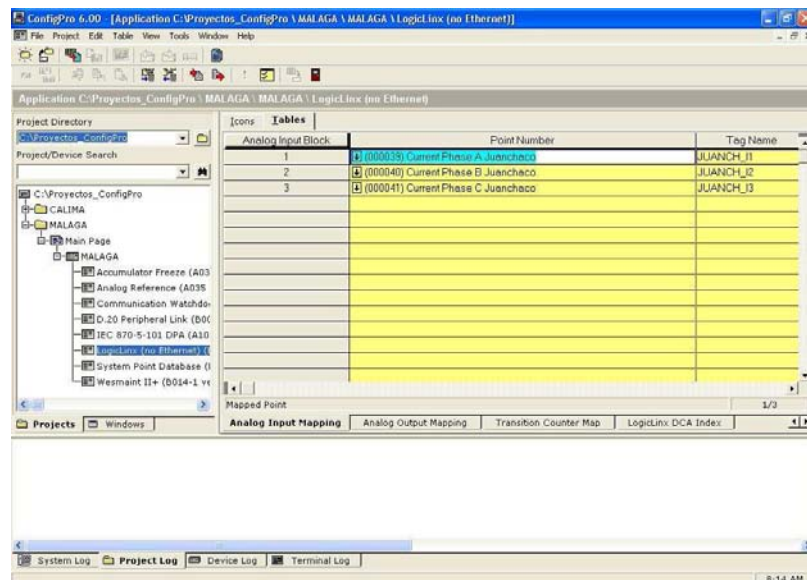 ConfigPro 6.00 - [Application C:\Proyectos_ConfigPro \ MALAGA \ MALAGA \ LogicLinx (no Ethernet)]
File Project Edit Table View Tools Window Help
Application C:\Proyectos_ConfigPro \ MALAGA \ MALAGA \ LogicLinx (no Ethernet)
Project Directory
C:\Proyectos_ConfigPro
Project/Device Search
C:\Proyectos_ConfigPro
CALIMA
MALAGA
Main Page
MALAGA
Accumulator Freeze (A03
Analog Reference (A035
Communication Watchdo
D.20 Peripheral Link (B00
IEC 870-5-101 DPA (A10
LogicLinx (no Ethernet) (
System Point Database (
Wesmaint II+ (B014-1 ve
Projects Windows
Icons Tables
Analog Input Block Point Number Tag Name
1 (000039) Current Phase A Juanchaco JUANCH_I1
2 (000040) Current Phase B Juanchaco JUANCH_I2
3 (000041) Current Phase C Juanchaco JUANCH_I3
Mapped Point 1/3
Analog Input Mapping Analog Output Mapping Transition Counter Map LogicLinx DCA Index
System Log Project Log Device Log Terminal Log
8:14 AM